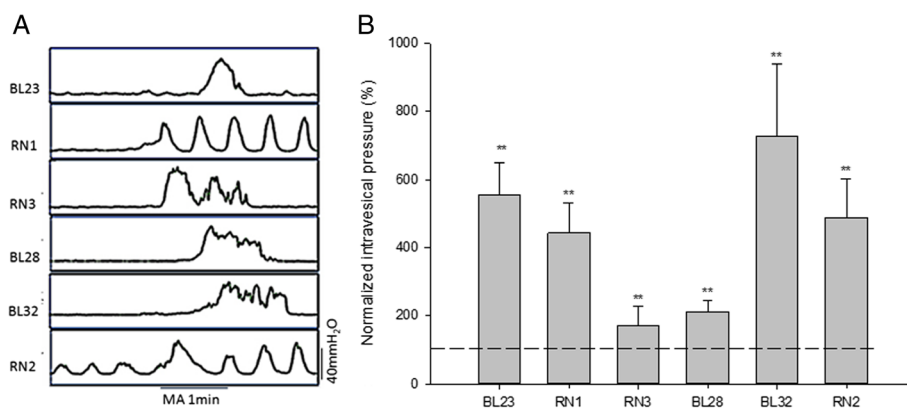 A
BL23
RN1
RN3
BL28
BL32
RN2
40mmH₂O
MA 1min
B
Normalized intravesical pressure (%)
1000
800
600
400
200
0
**
**
**
**
**
**
BL23
RN1
RN3
BL28
BL32
RN2